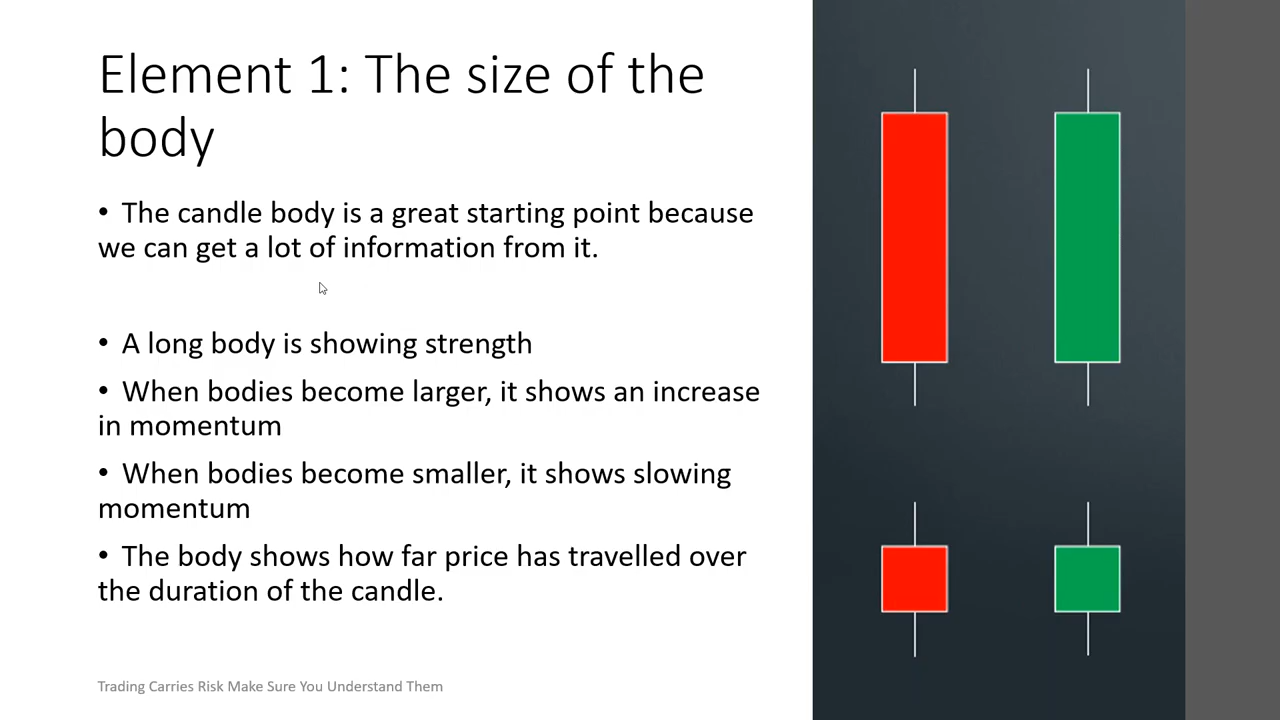 Element 1: The size of the
body
• The candle body is a great starting point because
we can get a lot of information from it.
• A long body is showing strength
• When bodies become larger, it shows an increase
in momentum
• When bodies become smaller, it shows slowing
momentum
• The body shows how far price has travelled over
the duration of the candle.
Trading Carries Risk Make Sure You Understand Them